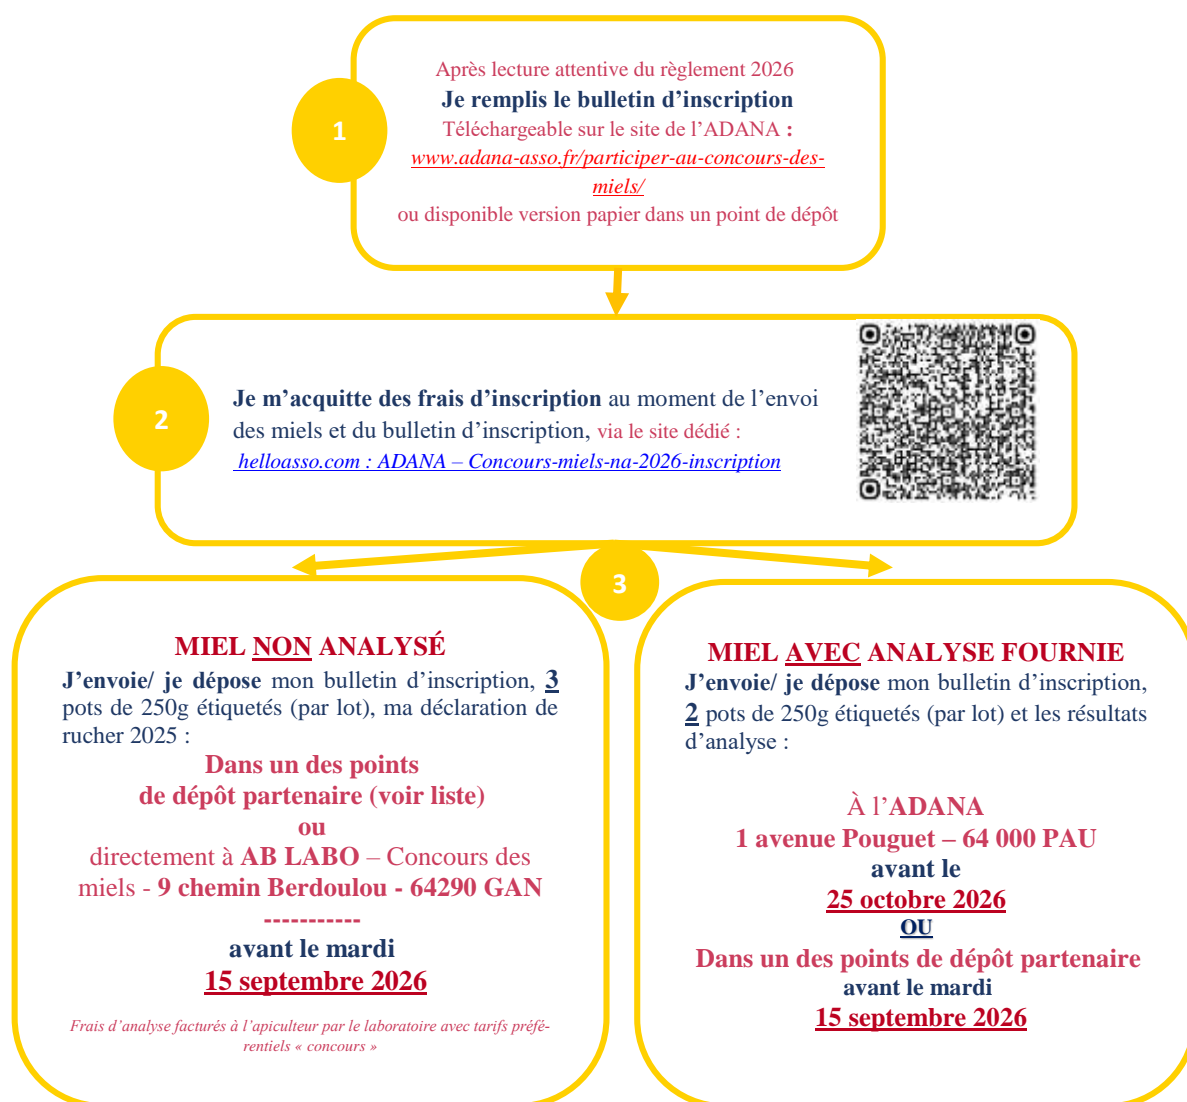 1
Après lecture attentive du règlement 2026
Je remplis le bulletin d’inscription
Téléchargeable sur le site de l’ADANA :
www.adana-asso.fr/participer-au-concours-des-
miels/
ou disponible version papier dans un point de dépôt
2
Je m’acquitte des frais d’inscription au moment de l’envoi
des miels et du bulletin d’inscription, via le site dédié :
helloasso.com : ADANA – Concours-miels-na-2026-inscription
3
MIEL NON ANALYSÉ
J’envoie/ je dépose mon bulletin d’inscription, 3
pots de 250g étiquetés (par lot), ma déclaration de
rucher 2025 :
Dans un des points
de dépôt partenaire (voir liste)
ou
directement à AB LABO – Concours des
miels - 9 chemin Berdoulou - 64290 GAN
-----------
avant le mardi
15 septembre 2026
Frais d’analyse facturés à l’apiculteur par le laboratoire avec tarifs préfé-
rentiels « concours »
MIEL AVEC ANALYSE FOURNIE
J’envoie/ je dépose mon bulletin d’inscription,
2 pots de 250g étiquetés (par lot) et les résultats
d’analyse :
À l’ADANA
1 avenue Pouguet – 64 000 PAU
avant le
25 octobre 2026
OU
Dans un des points de dépôt partenaire
avant le mardi
15 septembre 2026